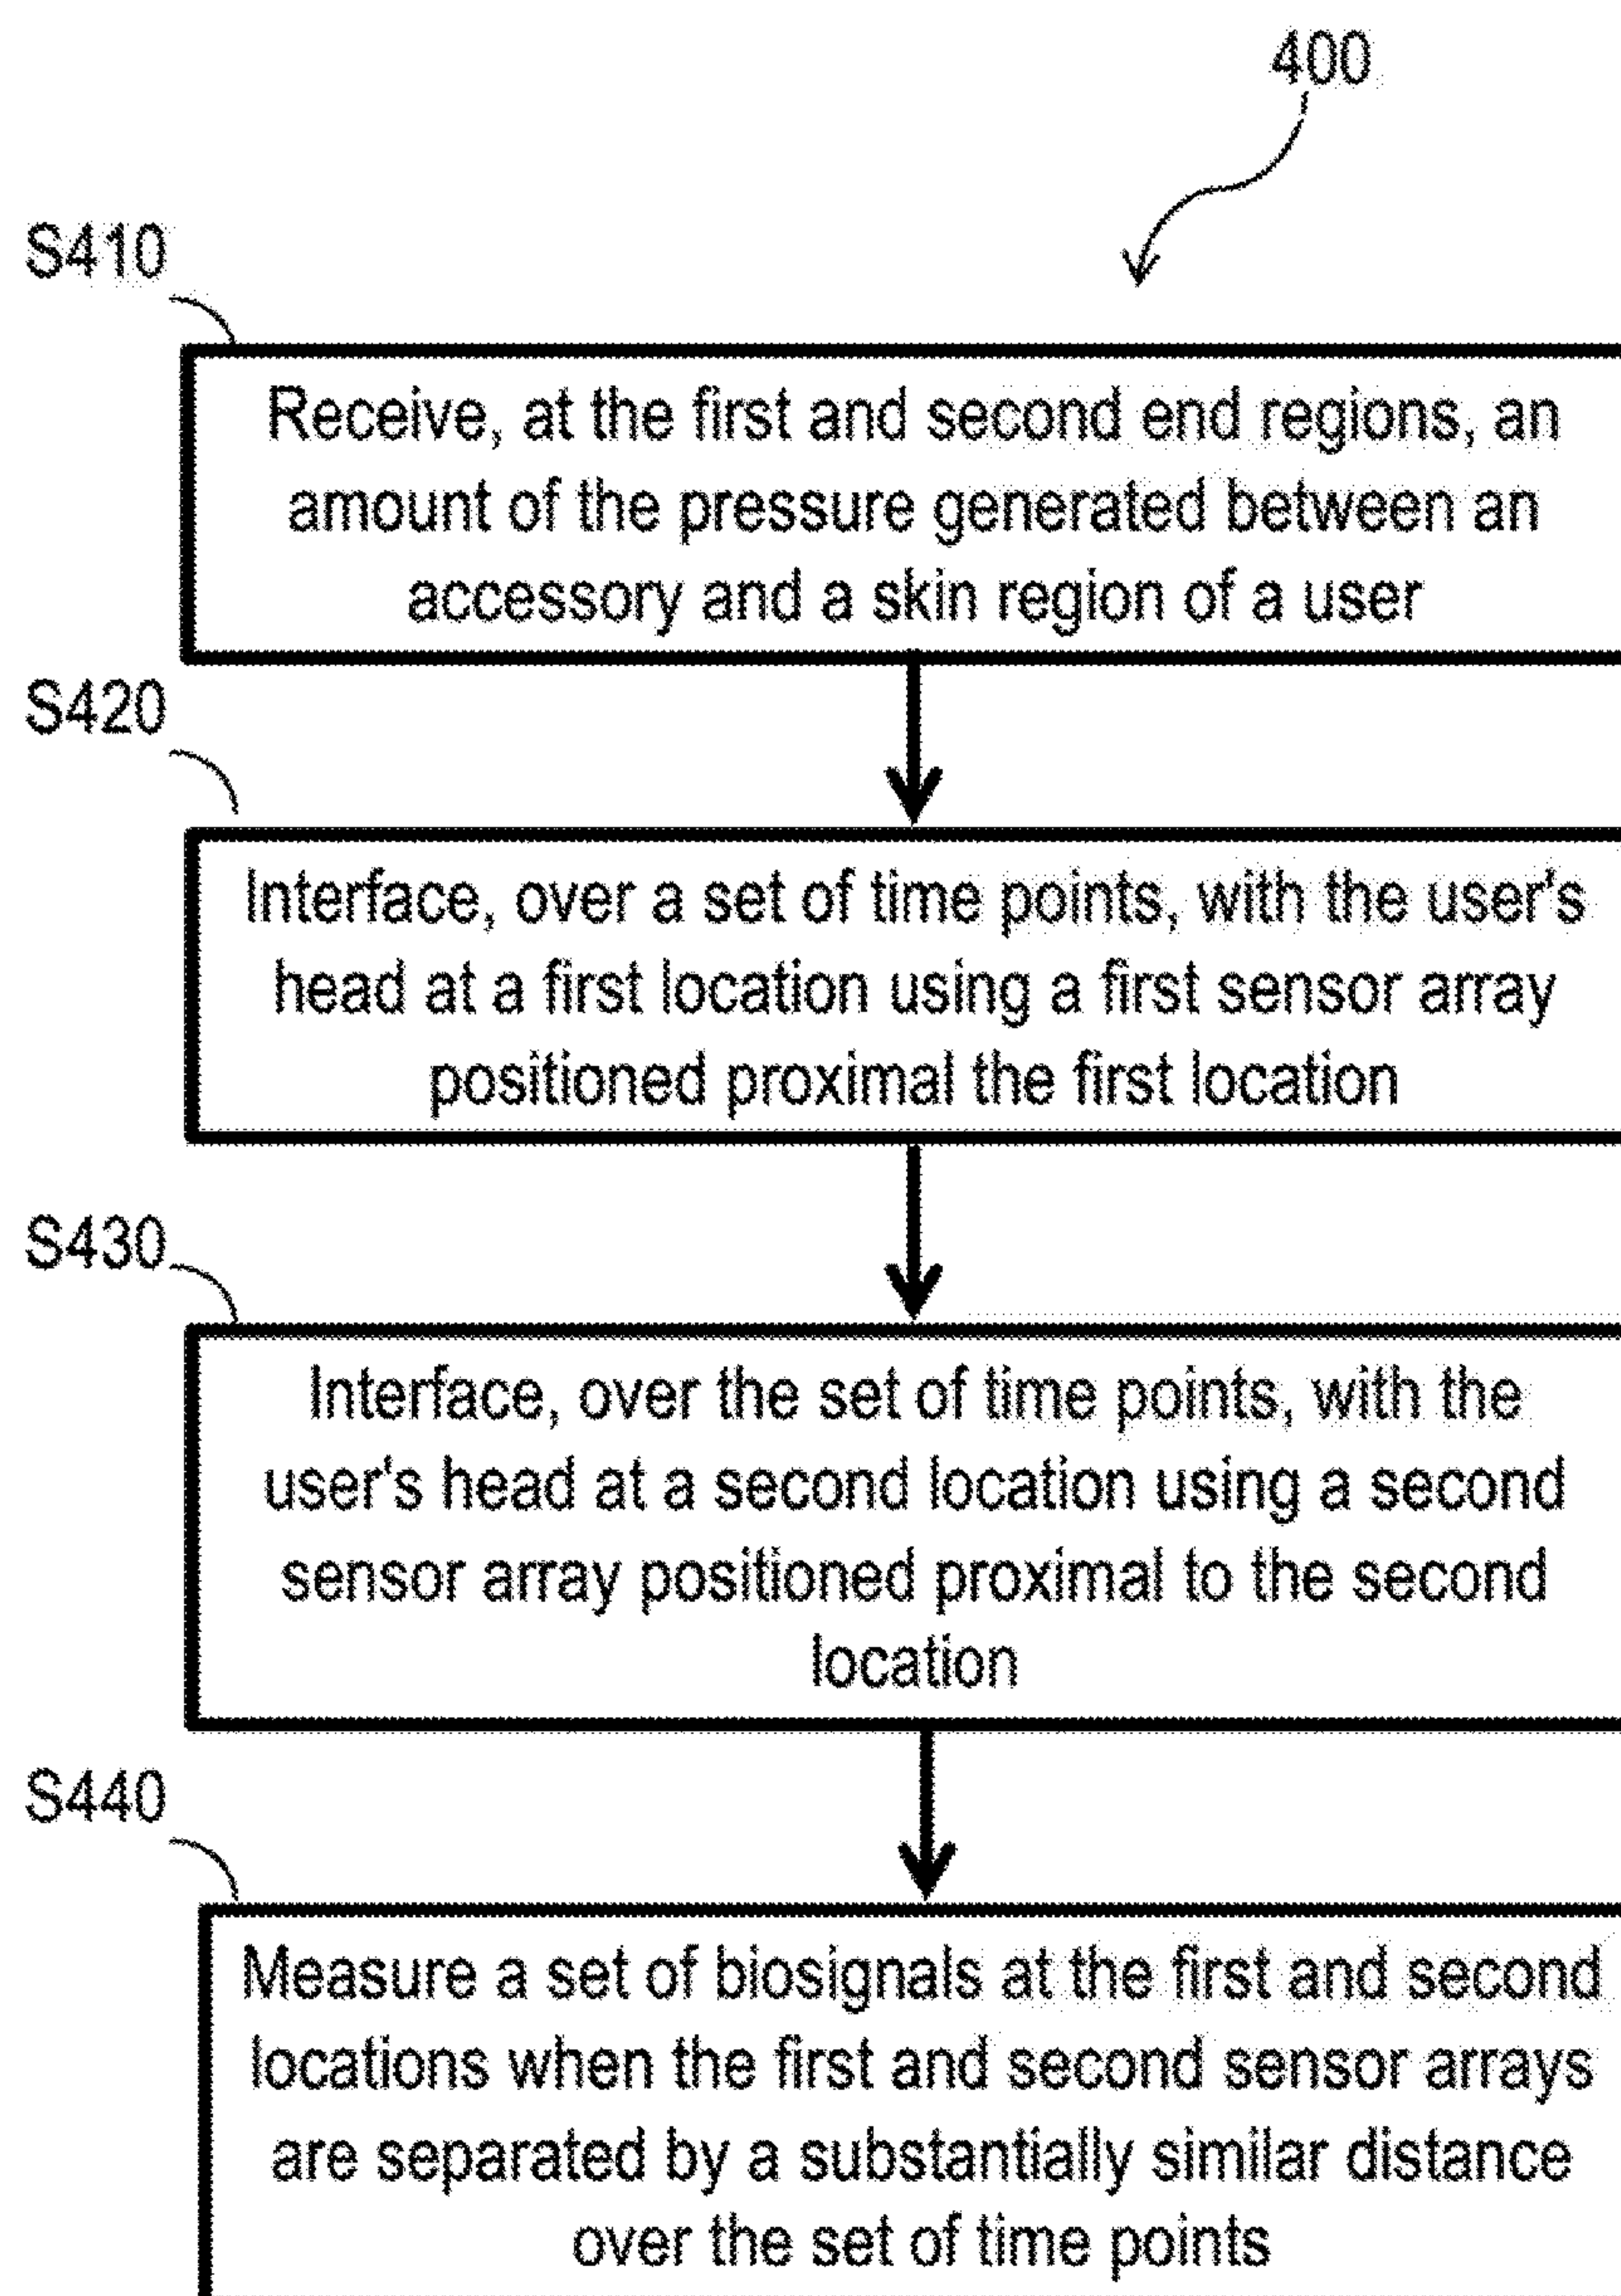 400
S410
Receive, at the first and second end regions, an
amount of the pressure generated between an
accessory and a skin region of a user
S420
Interface, over a set of time points, with the user's
head at a first location using a first sensor array
positioned proximal the first location
S430
Interface, over the set of time points, with the
user's head at a second location using a second
sensor array positioned proximal to the second
location
S440
Measure a set of biosignals at the first and second
locations when the first and second sensor arrays
are separated by a substantially similar distance
over the set of time points